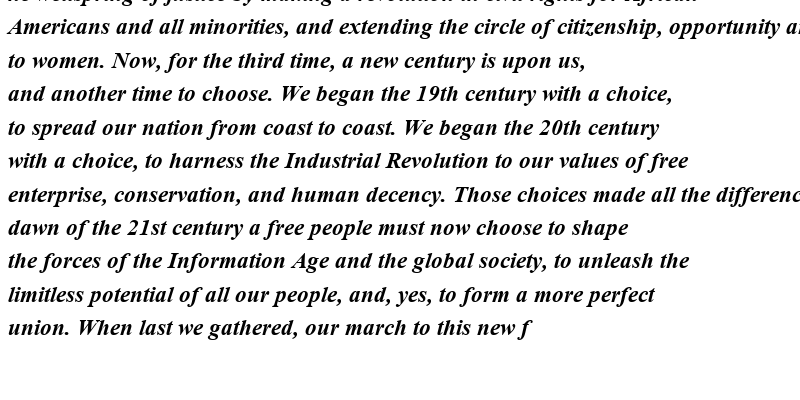 Americans and all minorities, and extending the circle of citizenship, opportunity
to women. Now, for the third time, a new century is upon us,
and another time to choose. We began the 19th century with a choice,
to spread our nation from coast to coast. We began the 20th century
with a choice, to harness the Industrial Revolution to our values of free
enterprise, conservation, and human decency. Those choices made all the differenc
dawn of the 21st century a free people must now choose to shape
the forces of the Information Age and the global society, to unleash the
limitless potential of all our people, and, yes, to form a more perfect
union. When last we gathered, our march to this new f